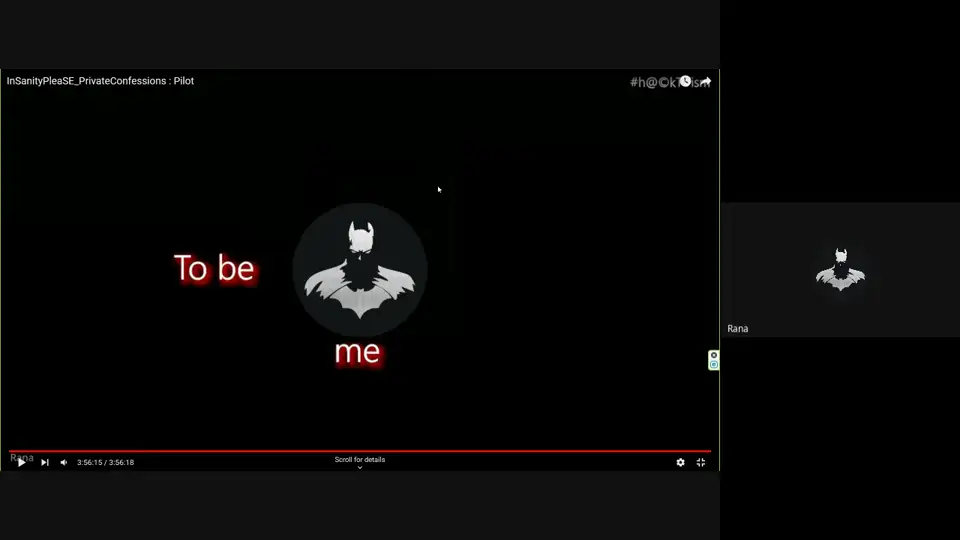 InSanityPleaSE_PrivateConfessions : Pilot
To be
me
Rana
3:56:15 / 3:56:18
Scroll for details
Rana